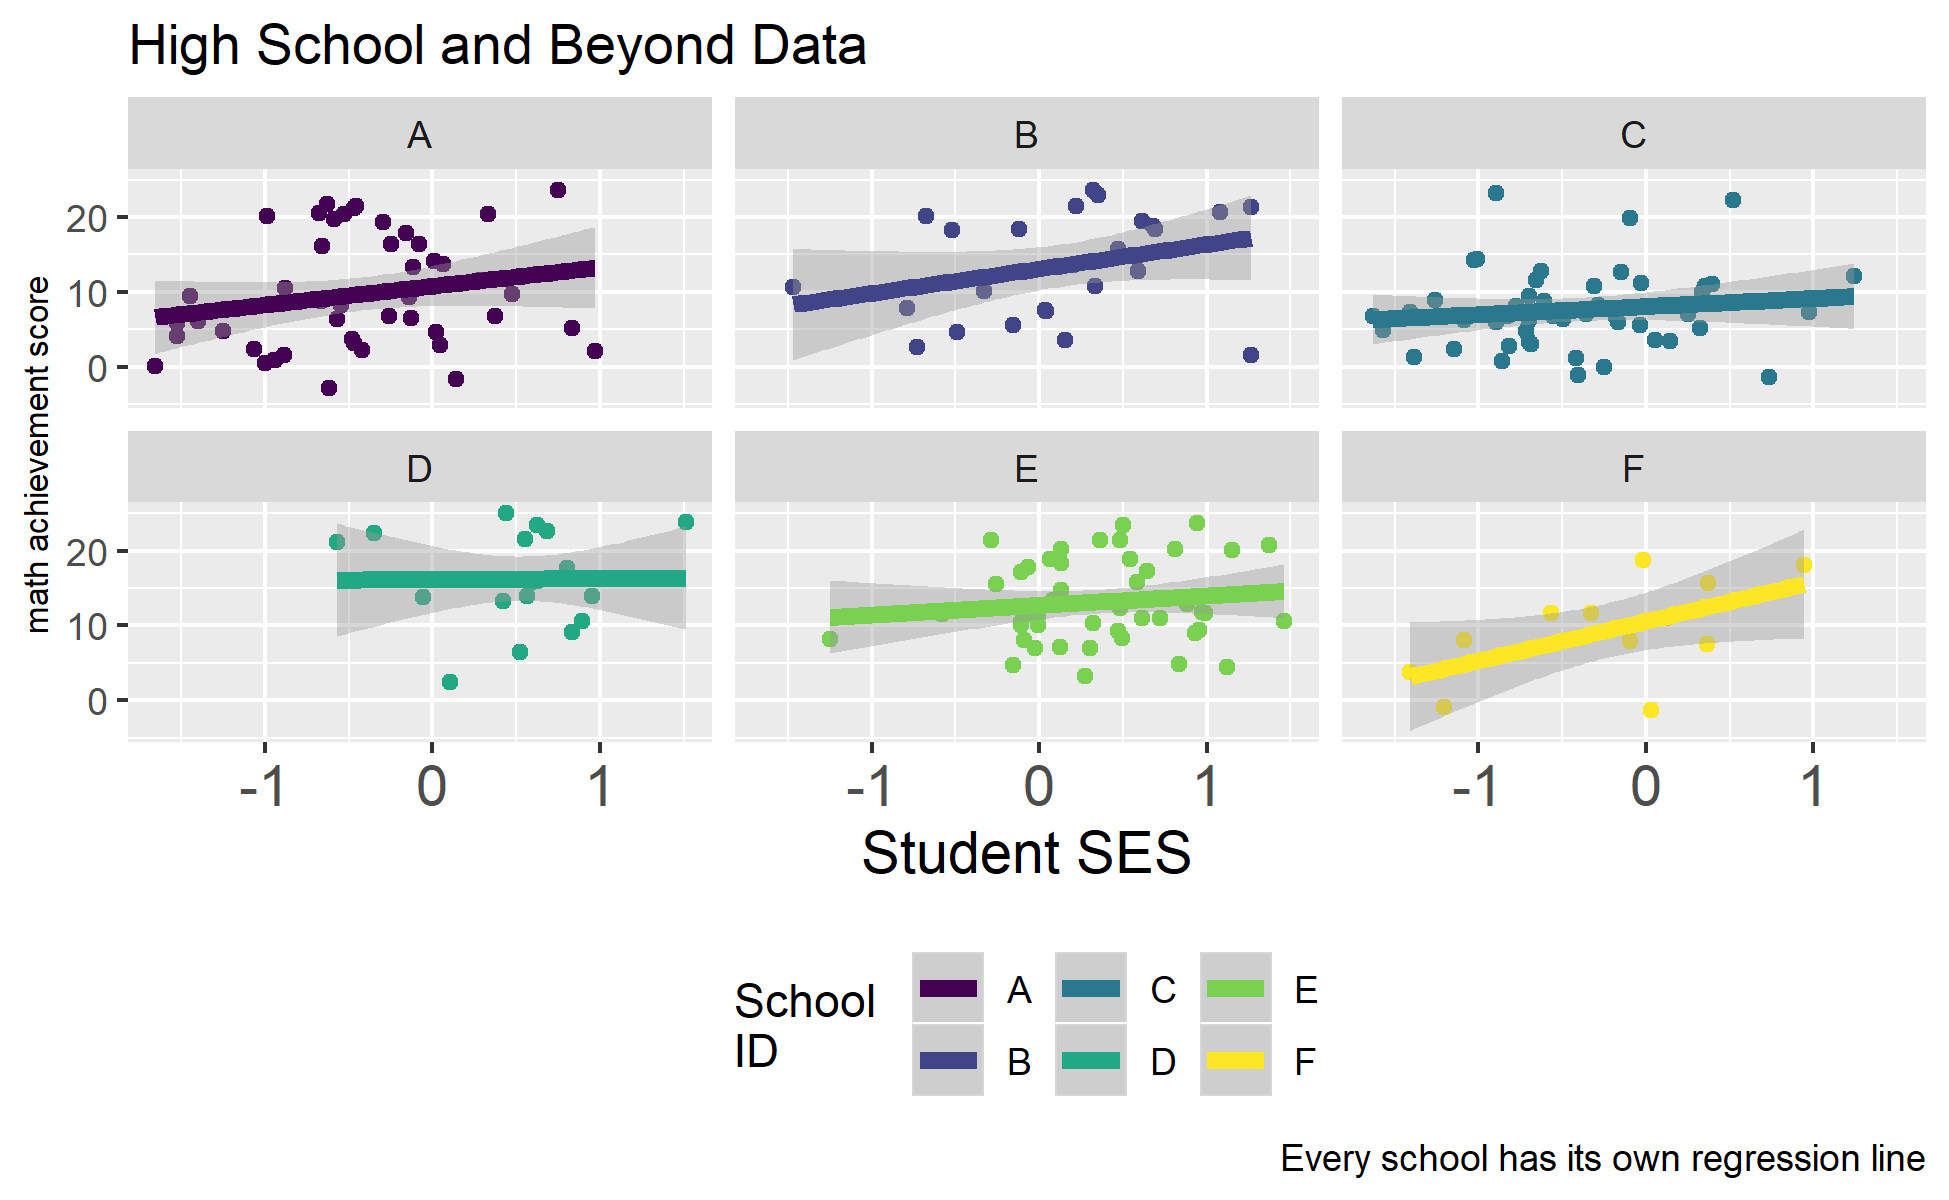 High School and Beyond Data
A
B
C
20
10
0
math achievement score
D
E
F
20
10
0
-1 0 1
-1 0 1
-1 0 1
Student SES
School
ID
A
C
E
B
D
F
Every school has its own regression line